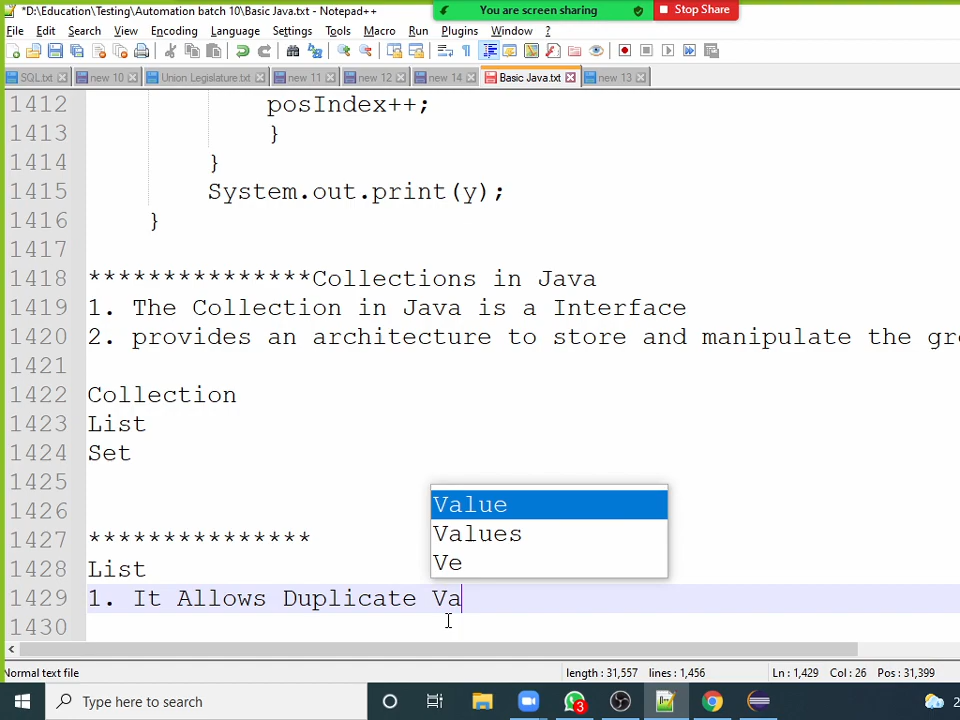 *D:\Education\Testing\Automation batch 10\Basic Java.txt - Notepad++
You are screen sharing
Stop Share
File Edit Search View Encoding Language Settings Tools Macro Run Plugins Window ?
SQL.txt new 10 Union Legislature.txt new 11 new 12 new 14 Basic Java.txt new 13
1412 posIndex++;
1413 }
1414 }
1415 System.out.print(y);
1416 }
1417
1418 ***************Collections in Java
1419 1. The Collection in Java is a Interface
1420 2. provides an architecture to store and manipulate the gr
1421
1422 Collection
1423 List
1424 Set
1425
1426
Value
Values
Ve
1427 ***************
1428 List
1429 1. It Allows Duplicate Va
1430
Normal text file length : 31,557 lines : 1,456 Ln : 1,429 Col : 26 Pos : 31,399
Type here to search
3
2